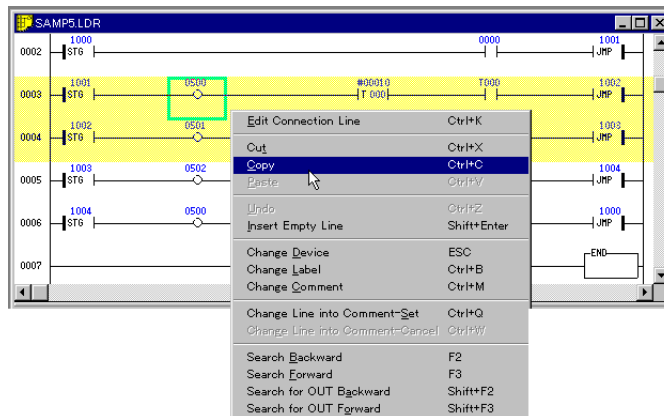 SAMP5.LDR
1000 0000 1001
0002 STG JMP
1001 0500 #00010 T000 1002
0003 STG T 000 JMP
1002 0501 1003
0004 STG JMP
1003 0502 1004
0005 STG JMP
1004 0500 1000
0006 STG JMP
0007 END
Edit Connection Line Ctrl+K
Cut Ctrl+X
Copy Ctrl+C
Paste Ctrl+V
Undo Ctrl+Z
Insert Empty Line Shift+Enter
Change Device ESC
Change Label Ctrl+B
Change Comment Ctrl+M
Change Line into Comment-Set Ctrl+Q
Change Line into Comment-Cancel Ctrl+W
Search Backward F2
Search Forward F3
Search for OUT Backward Shift+F2
Search for OUT Forward Shift+F3